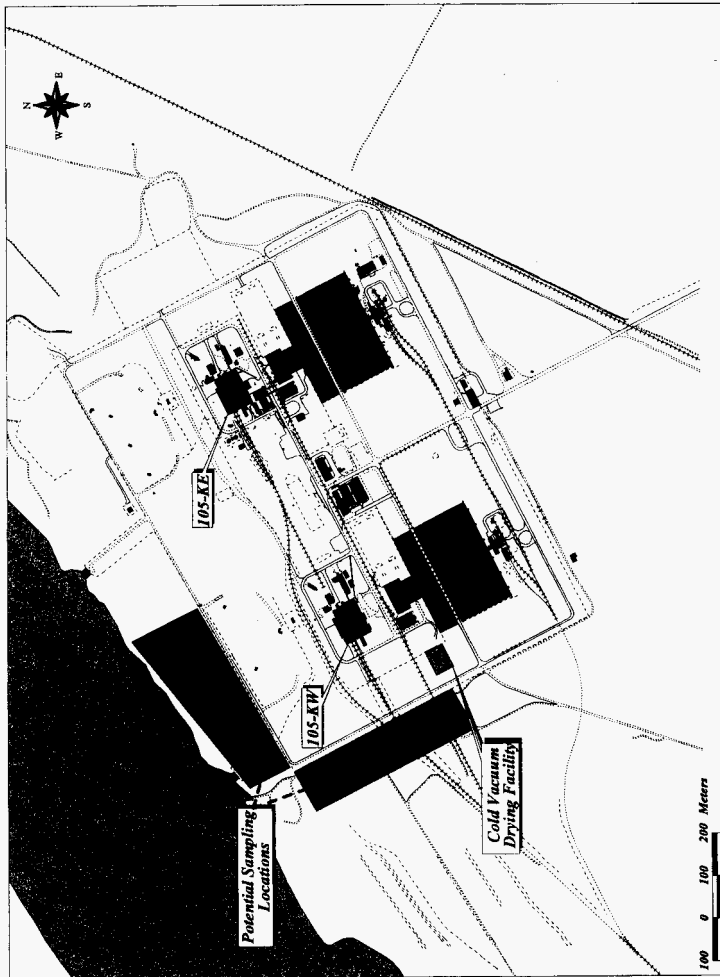 N
W E
S
105-KE
105-KW
Potential Sampling
Locations
Cold Vacuum
Drying Facility
100 0 100 200 Meters